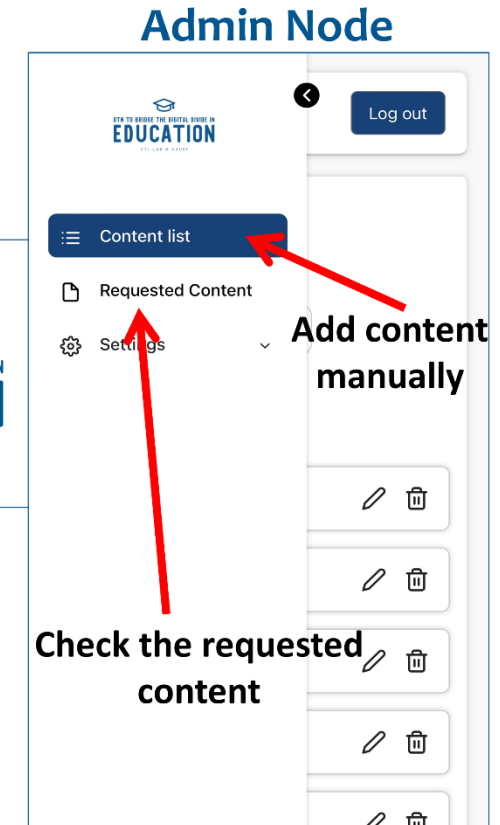 Admin Node
DTN TO BRIDGE THE DIGITAL DIVIDE IN
EDUCATION
Log out
Content list
Requested Content
Settings
Add content
manually
Check the requested
content